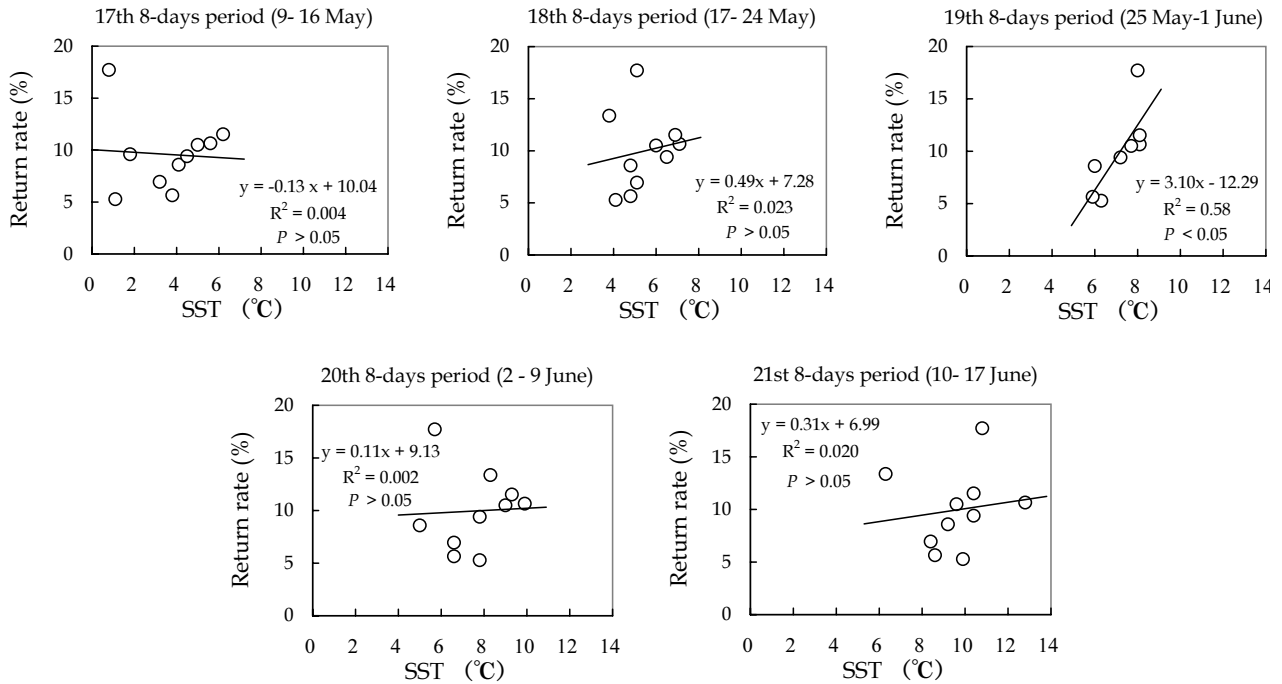 17th 8-days period (9- 16 May)
Return rate (%)
20
15
10
5
0
y = -0.13 x + 10.04
R² = 0.004
P > 0.05
0 2 4 6 8 10 12 14
SST (℃)
18th 8-days period (17- 24 May)
Return rate (%)
20
15
10
5
0
y = 0.49x + 7.28
R² = 0.023
P > 0.05
0 2 4 6 8 10 12 14
SST (℃)
19th 8-days period (25 May-1 June)
Return rate (%)
20
15
10
5
0
y = 3.10x - 12.29
R² = 0.58
P < 0.05
0 2 4 6 8 10 12 14
SST (℃)
20th 8-days period (2 - 9 June)
Return rate (%)
20
15
10
5
0
y = 0.11x + 9.13
R² = 0.002
P > 0.05
0 2 4 6 8 10 12 14
SST (℃)
21st 8-days period (10- 17 June)
Return rate (%)
20
15
10
5
0
y = 0.31x + 6.99
R² = 0.020
P > 0.05
0 2 4 6 8 10 12 14
SST (℃)